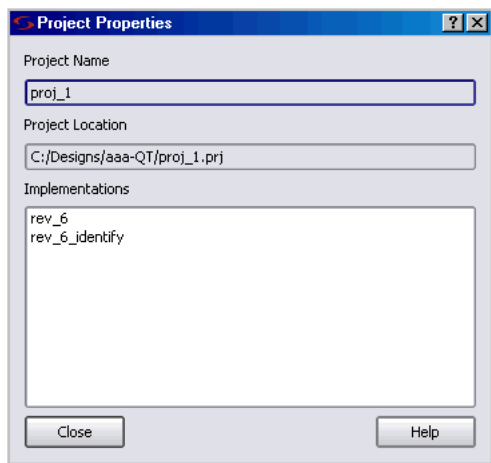 Project Properties
Project Name
proj_1
Project Location
C:/Designs/aaa-QT/proj_1.prj
Implementations
rev_6
rev_6_identify
Close Help